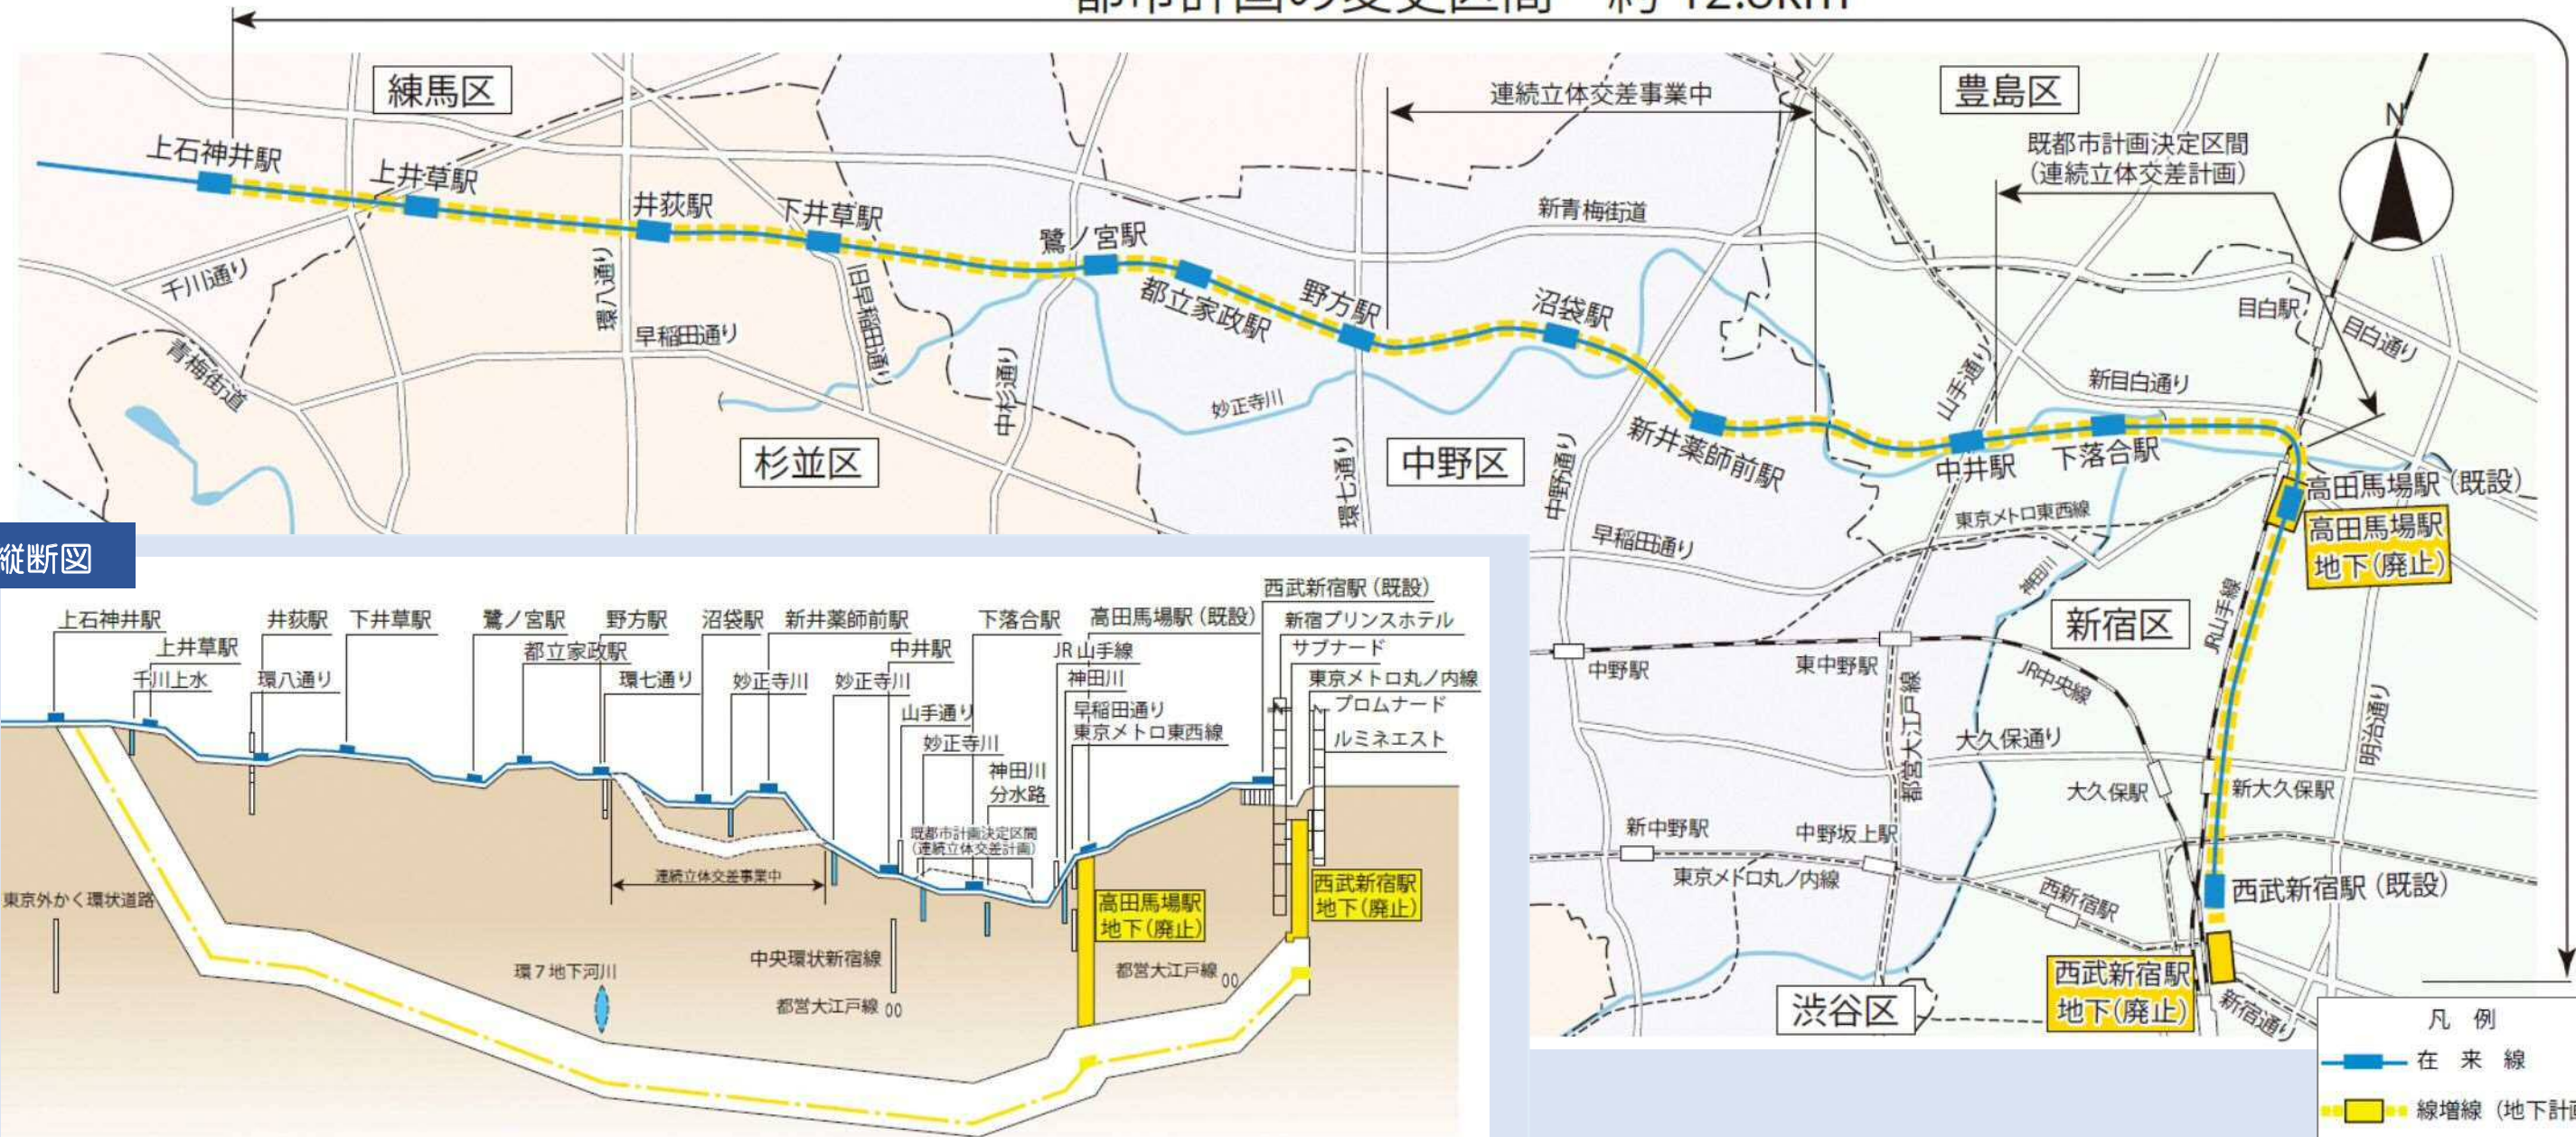 練馬区
連続立体交差事業中
豊島区
既都市計画決定区間
(連続立体交差計画)
N
上石神井駅
上井草駅
井荻駅
下井草駅
鷺ノ宮駅
都立家政駅
野方駅
沼袋駅
新井薬師前駅
中井駅
下落合駅
高田馬場駅(既設)
高田馬場駅
地下(廃止)
新青梅街道
目白駅
目白通り
新目白通り
山手通り
千川通り
環八通り
旧早稲田通り
早稲田通り
青梅街道
中杉通り
妙正寺川
環七通り
中野通り
杉並区
中野区
早稲田通り
東京メトロ東西線
神田川
新宿区
JR山手線
中野駅
東中野駅
JR中央線
都営大江戸線
大久保通り
明治通り
大久保駅
新大久保駅
新中野駅
中野坂上駅
東京メトロ丸ノ内線
西新宿駅
西武新宿駅(既設)
西武新宿駅
地下(廃止)
新宿通り
渋谷区
凡 例
在 来 線
線増線(地下計
縦断図
上石神井駅
上井草駅
千川上水
井荻駅
環八通り
下井草駅
鷺ノ宮駅
都立家政駅
野方駅
環七通り
沼袋駅
妙正寺川
新井薬師前駅
妙正寺川
中井駅
山手通り
妙正寺川
下落合駅
神田川
分水路
JR山手線
神田川
早稲田通り
東京メトロ東西線
高田馬場駅(既設)
西武新宿駅(既設)
新宿プリンスホテル
サブナード
東京メトロ丸ノ内線
プロムナード
ルミネエスト
既都市計画決定区間
(連続立体交差計画)
連続立体交差事業中
東京外かく環状道路
環7地下河川
中央環状新宿線
都営大江戸線
高田馬場駅
地下(廃止)
都営大江戸線
西武新宿駅
地下(廃止)